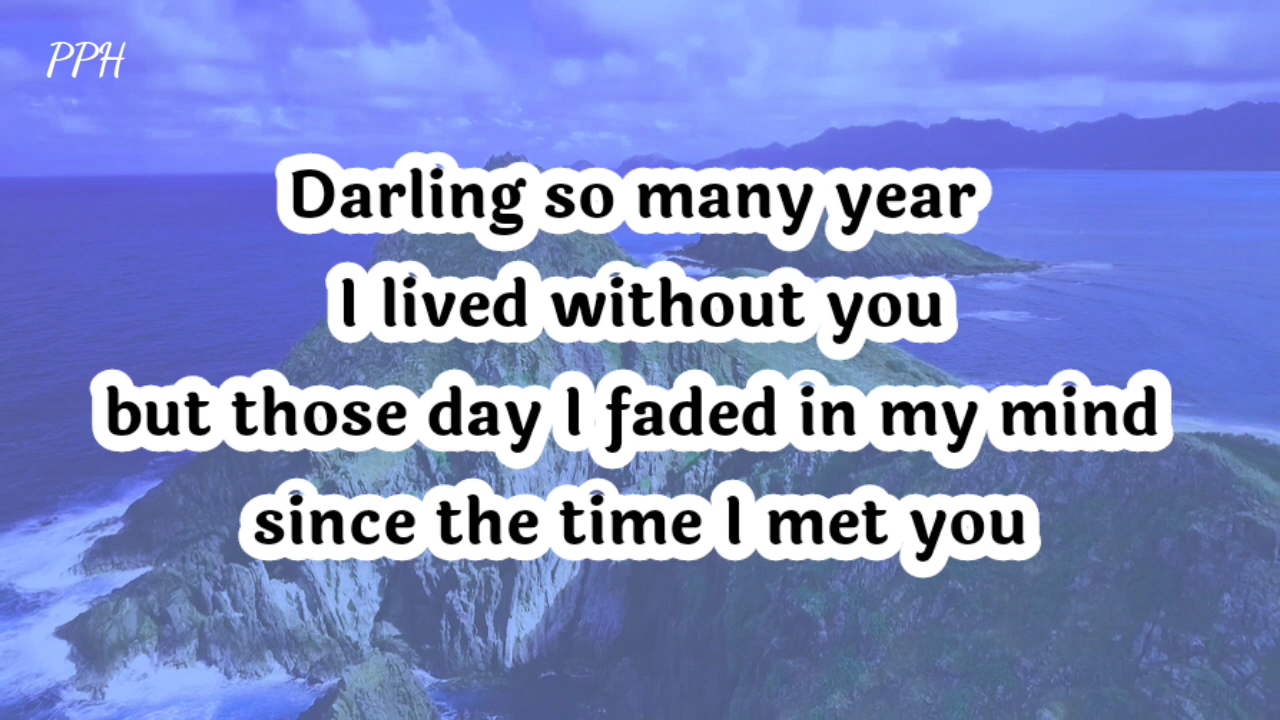 PPH
Darling so many year
I lived without you
but those day I faded in my mind
since the time I met you